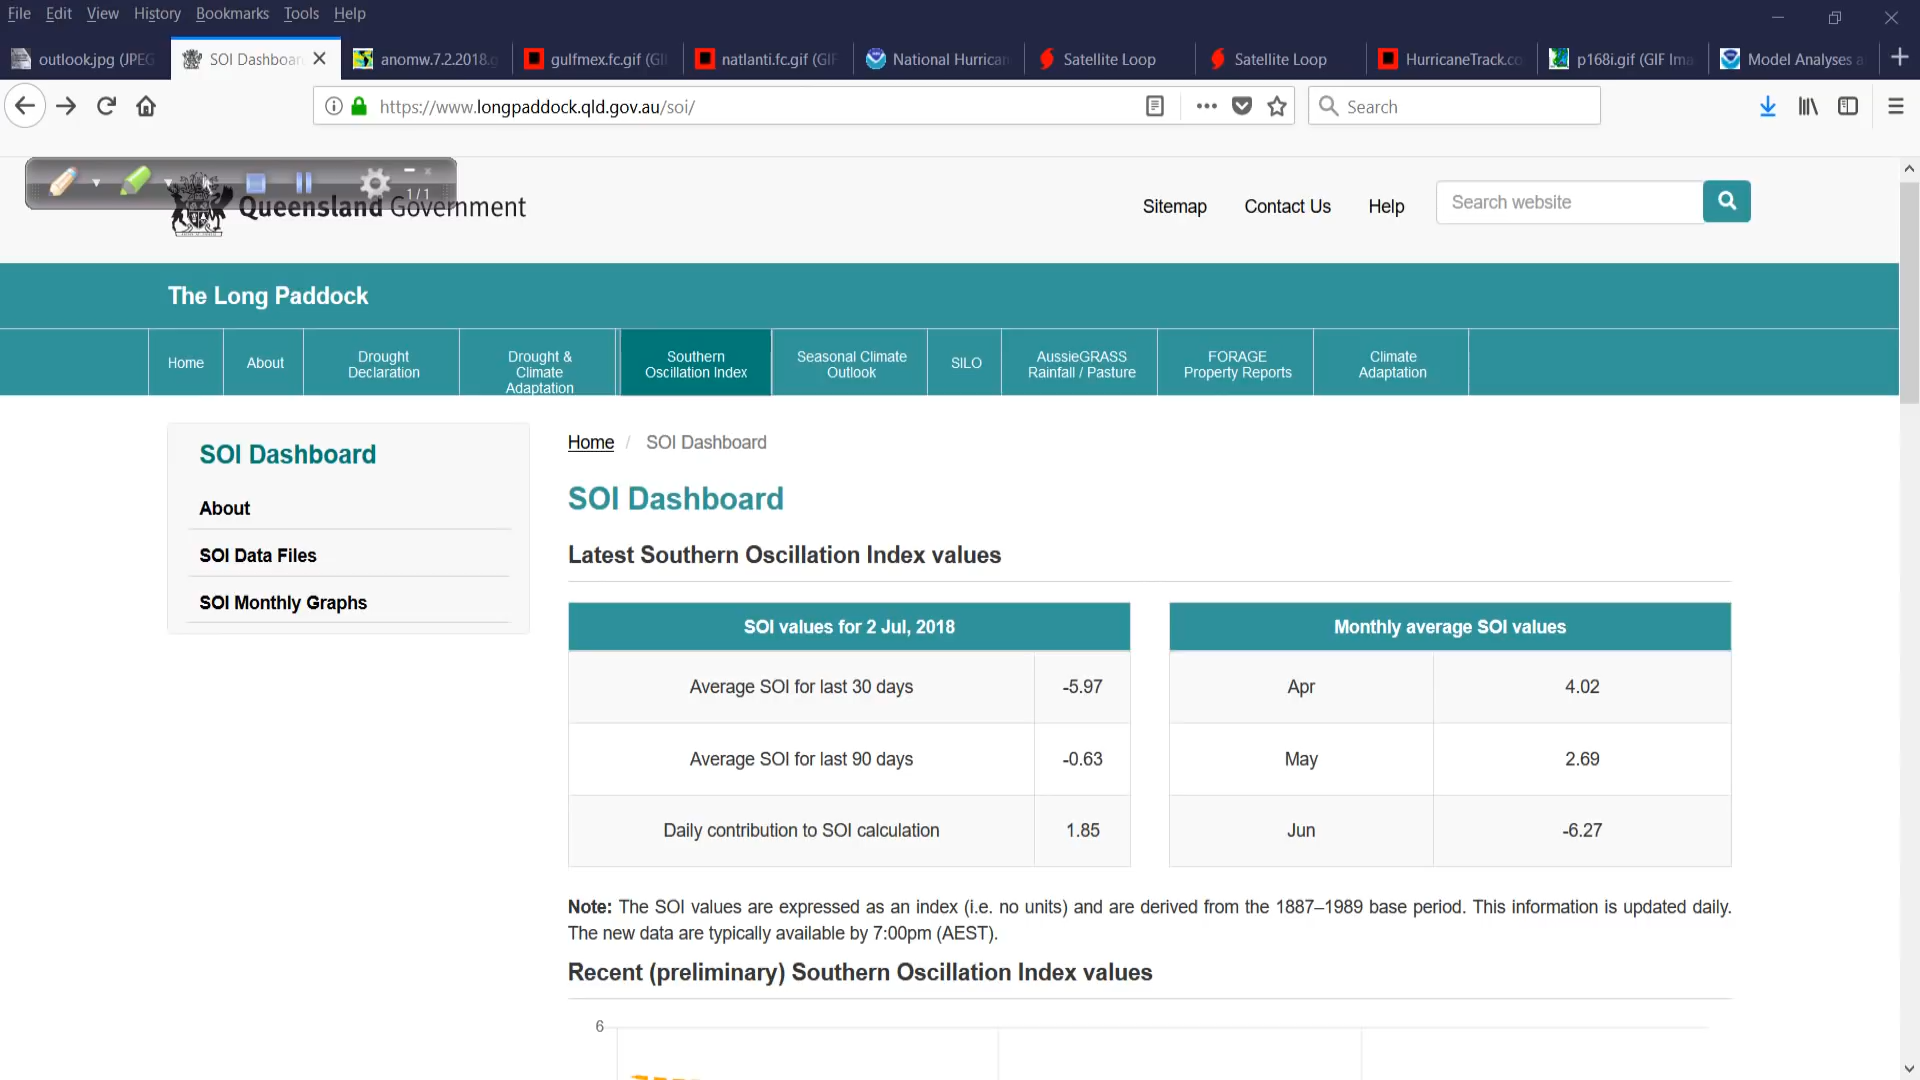 File Edit View History Bookmarks Tools Help
outlook.jpg (JPEG SOI Dashboar anomw.7.2.2018.g gulfmex.fc.gif (GI natlanti.fc.gif (GIF National Hurrican Satellite Loop Satellite Loop HurricaneTrack.co p168i.gif (GIF Ima Model Analyses a
https://www.longpaddock.qld.gov.au/soi/ Search
1/1
Queensland Government
Sitemap Contact Us Help Search website
The Long Paddock
Home
About
Drought
Declaration
Drought &
Climate
Adaptation
Southern
Oscillation Index
Seasonal Climate
Outlook
SILO
AussieGRASS
Rainfall / Pasture
FORAGE
Property Reports
Climate
Adaptation
SOI Dashboard
About
SOI Data Files
SOI Monthly Graphs
Home / SOI Dashboard
SOI Dashboard
Latest Southern Oscillation Index values
SOI values for 2 Jul, 2018
Average SOI for last 30 days -5.97
Average SOI for last 90 days -0.63
Daily contribution to SOI calculation 1.85
Monthly average SOI values
Apr 4.02
May 2.69
Jun -6.27
Note: The SOI values are expressed as an index (i.e. no units) and are derived from the 1887–1989 base period. This information is updated daily.
The new data are typically available by 7:00pm (AEST).
Recent (preliminary) Southern Oscillation Index values
6